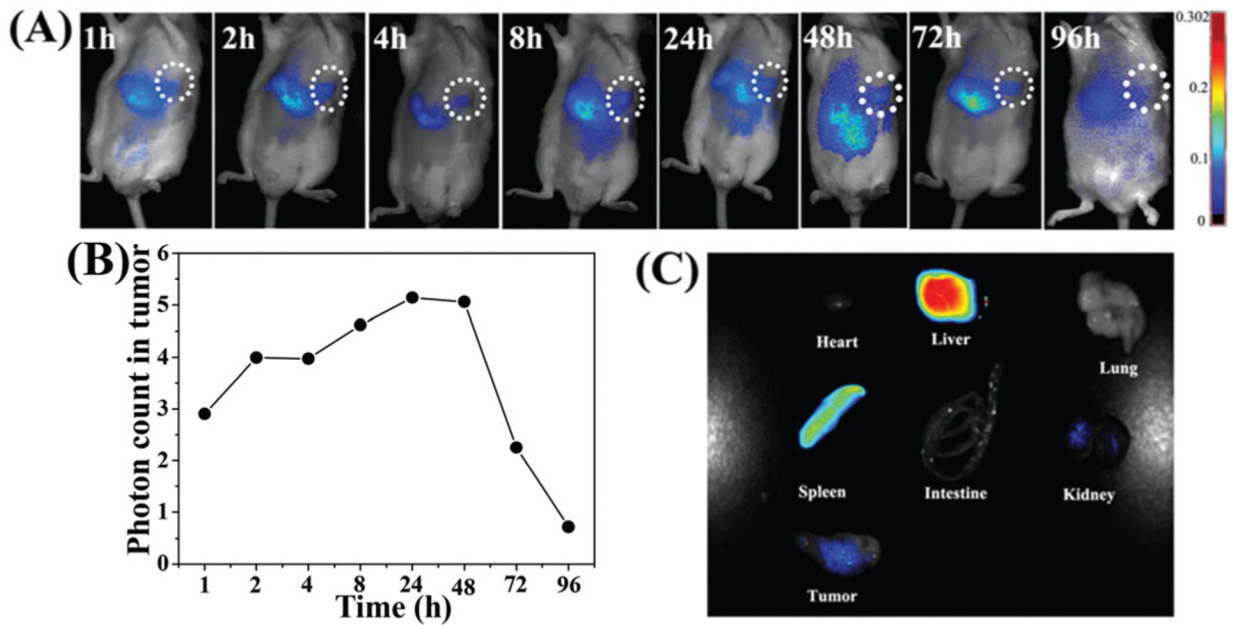 (A)
1h 2h 4h 8h 24h 48h 72h 96h
0.302
0.2
0.1
0
(B)
Photon count in tumor
6
5
4
3
2
1
0
1 2 4 8 24 48 72 96
Time (h)
(C)
Heart
Liver
Lung
Spleen
Intestine
Kidney
Tumor